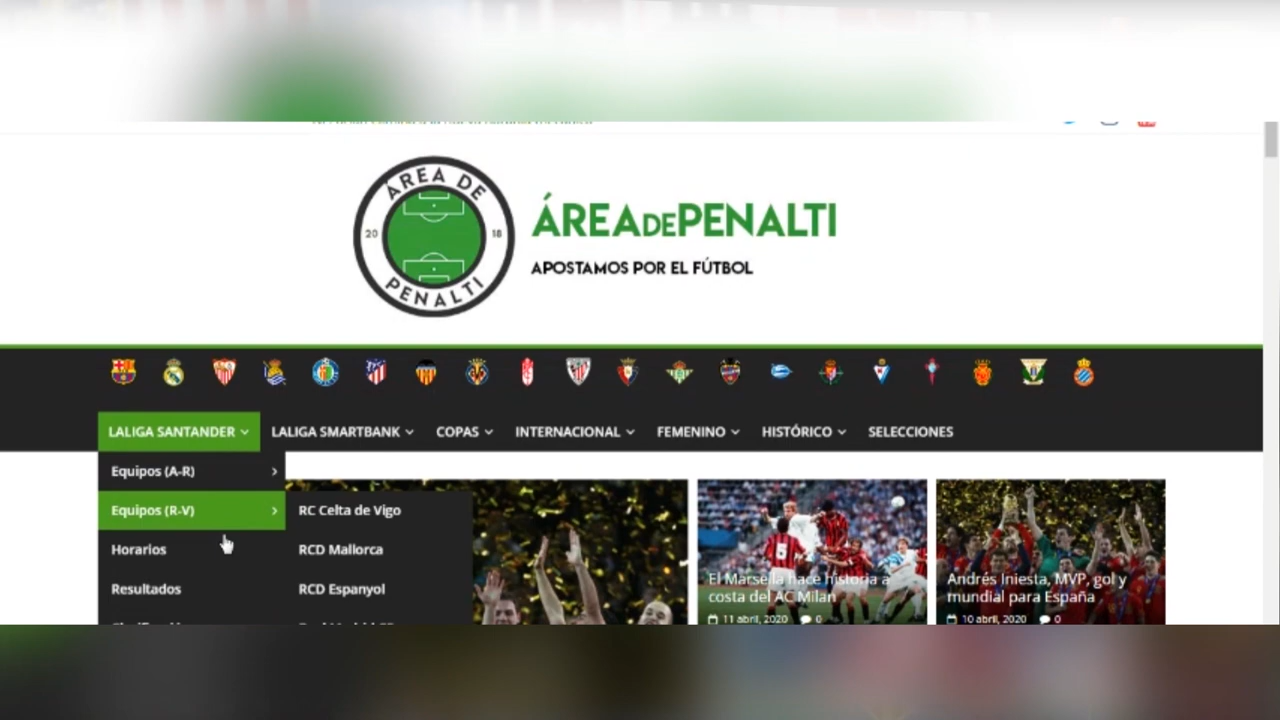 ÁREA DE
20 18
PENALTI
ÁREADEPENALTI
APOSTAMOS POR EL FÚTBOL
LALIGA SANTANDER
LALIGA SMARTBANK
COPAS
INTERNACIONAL
FEMENINO
HISTÓRICO
SELECCIONES
Equipos (A-R)
Equipos (R-V)
Horarios
Resultados
RC Celta de Vigo
RCD Mallorca
RCD Espanyol
5
El Marsella hace historia a
costa del AC Milan
11 abril, 2020 0
Andrés Iniesta, MVP, gol y
mundial para España
10 abril, 2020 0